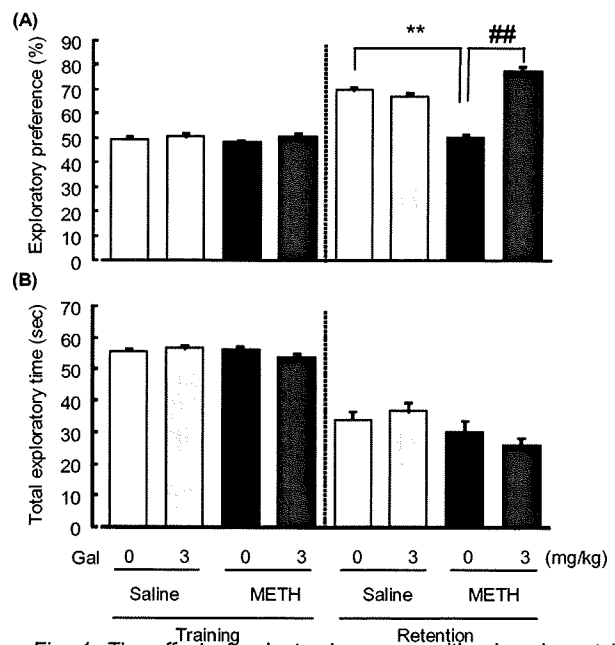 (A)
Exploratory preference (%)
90
80
70
60
50
40
30
20
10
0
** ##
(B)
Total exploratory time (sec)
70
60
50
40
30
20
10
0
Gal 0 3 0 3 0 3 0 3 (mg/kg)
Saline METH Saline METH
Training Retention